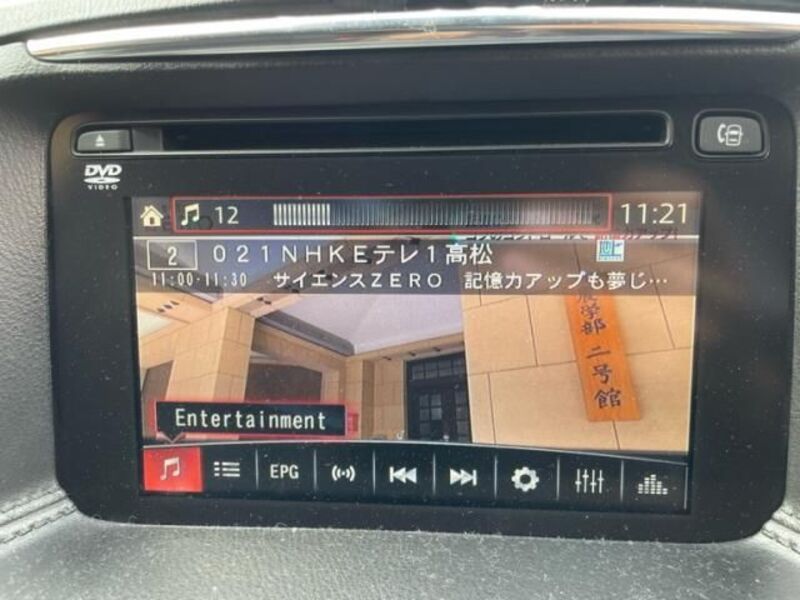 DVD
VIDEO
12
11:21
2 021NHKEテレ1高松
11:00-11:30 サイエンスZERO 記憶力アップも夢じ…
学部二号館
Entertainment
EPG